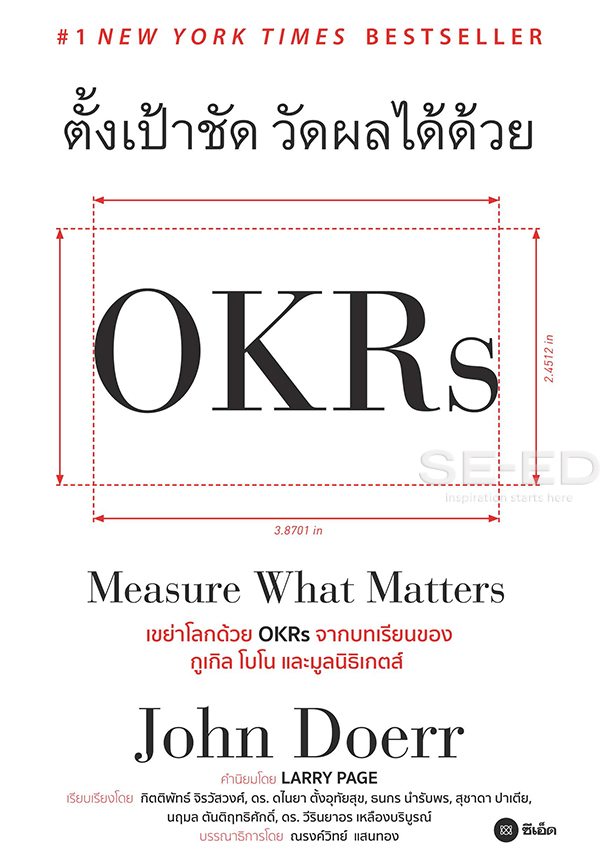 #1 NEW YORK TIMES BESTSELLER
ตั้งเป้าชัด วัดผลได้ด้วย
OKRs
2.4512 in
SE-ED
inspiration starts here
3.8701 in
Measure What Matters
เขย่าโลกด้วย OKRs จากบทเรียนของ
กูเกิล โบโน และมูลนิธิเกตส์
John Doerr
คำนิยมโดย LARRY PAGE
เรียบเรียงโดย กิตติพัทธ์ จิรวัสวงศ์, ดร. ดไนยา ตั้งอุทัยสุข, ธนกร นำรับพร, สุชาดา ปาเตีย,
นฤมล ตันติฤทธิศักดิ์, ดร. วีรินยาอร เหลืองบริบูรณ์
บรรณาธิการโดย ณรงค์วิทย์ แสนทอง
ซีเอ็ด